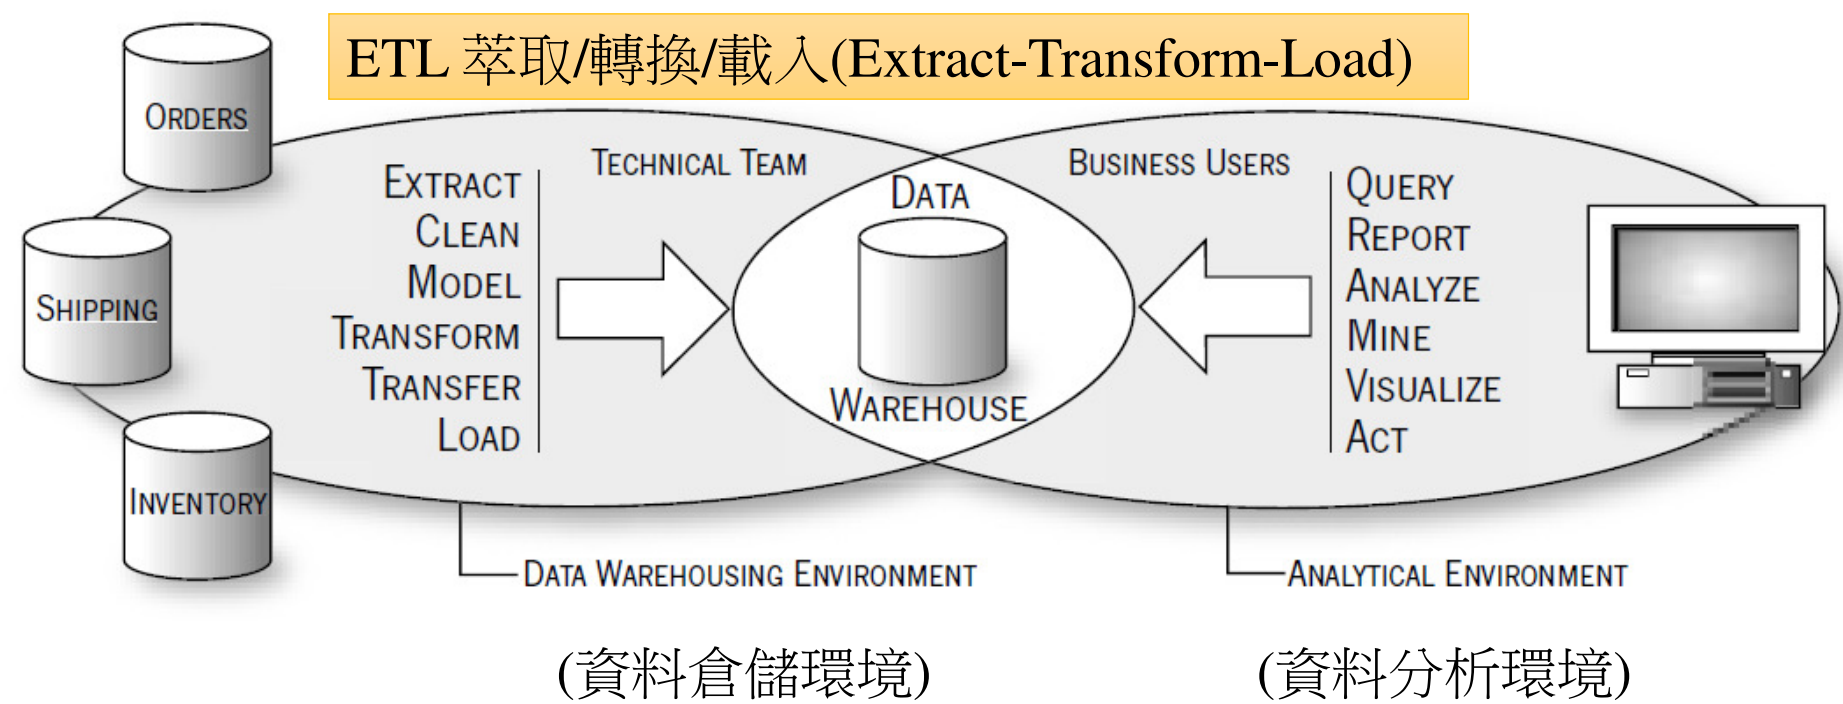 ETL 萃取/轉換/載入(Extract-Transform-Load)
ORDERS
SHIPPING
INVENTORY
TECHNICAL TEAM
EXTRACT
CLEAN
MODEL
TRANSFORM
TRANSFER
LOAD
DATA
WAREHOUSE
BUSINESS USERS
QUERY
REPORT
ANALYZE
MINE
VISUALIZE
ACT
DATA WAREHOUSING ENVIRONMENT
ANALYTICAL ENVIRONMENT
(資料倉儲環境)
(資料分析環境)